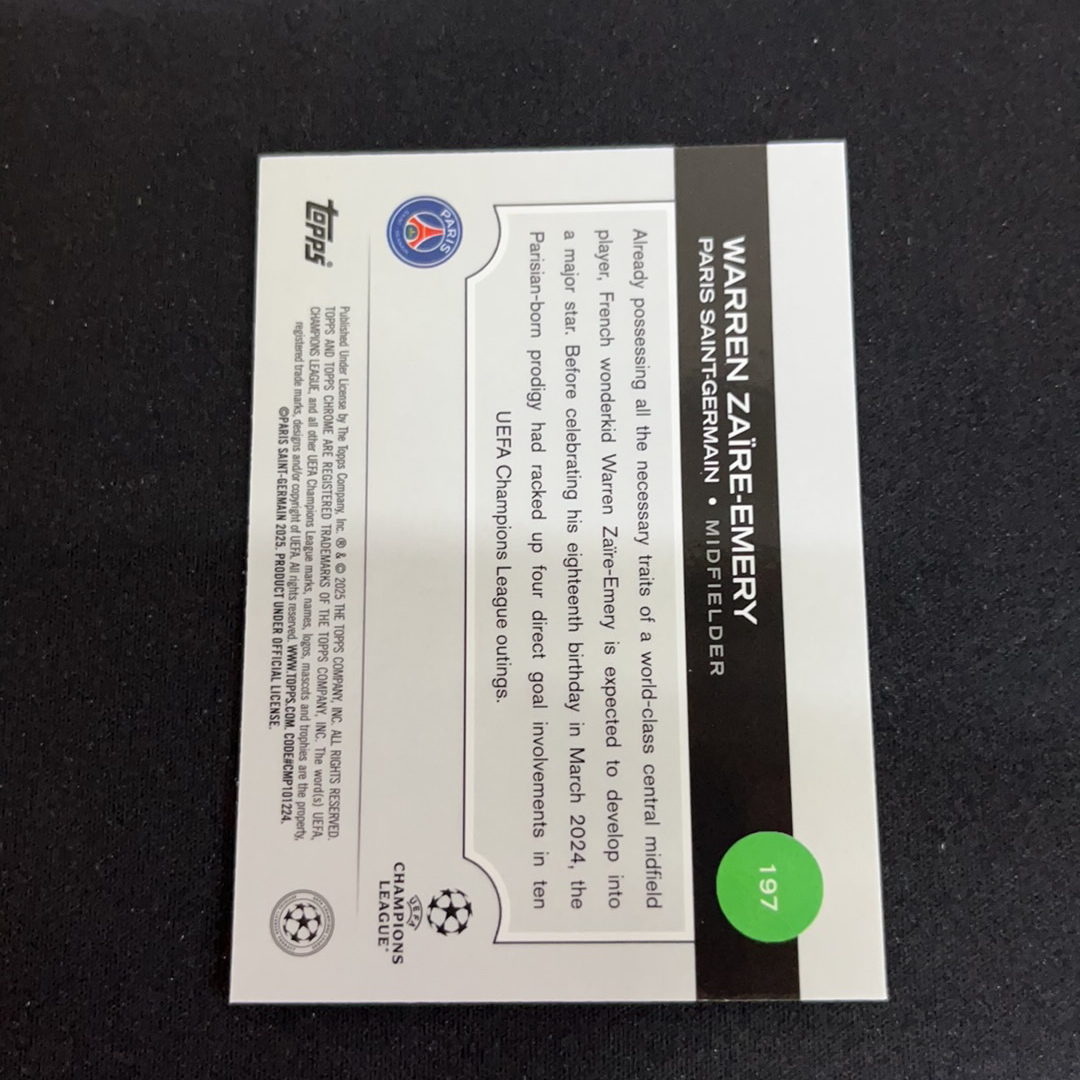 197
WARREN ZAÏRE-EMERY
PARIS SAINT-GERMAIN • MIDFIELDER
Already possessing all the necessary traits of a world-class central midfield
player, French wonderkid Warren Zaïre-Emery is expected to develop into
a major star. Before celebrating his eighteenth birthday in March 2024, the
Parisian-born prodigy had racked up four direct goal involvements in ten
UEFA Champions League outings.
PARIS
UEFA
CHAMPIONS
LEAGUE®
topps®
Published Under License by The Topps Company, Inc. ® & © 2025 THE TOPPS COMPANY, INC. ALL RIGHTS RESERVED.
TOPPS AND TOPPS CHROME ARE REGISTERED TRADEMARKS OF THE TOPPS COMPANY, INC. The word(s) UEFA,
CHAMPIONS LEAGUE, and all other UEFA Champions League marks, names, logos, mascots and trophies are the property,
registered trade marks, designs and/or copyright of UEFA. All rights reserved. WWW.TOPPS.COM. CODE#CMP101224.
©PARIS SAINT-GERMAIN 2025. PRODUCT UNDER OFFICIAL LICENSE.